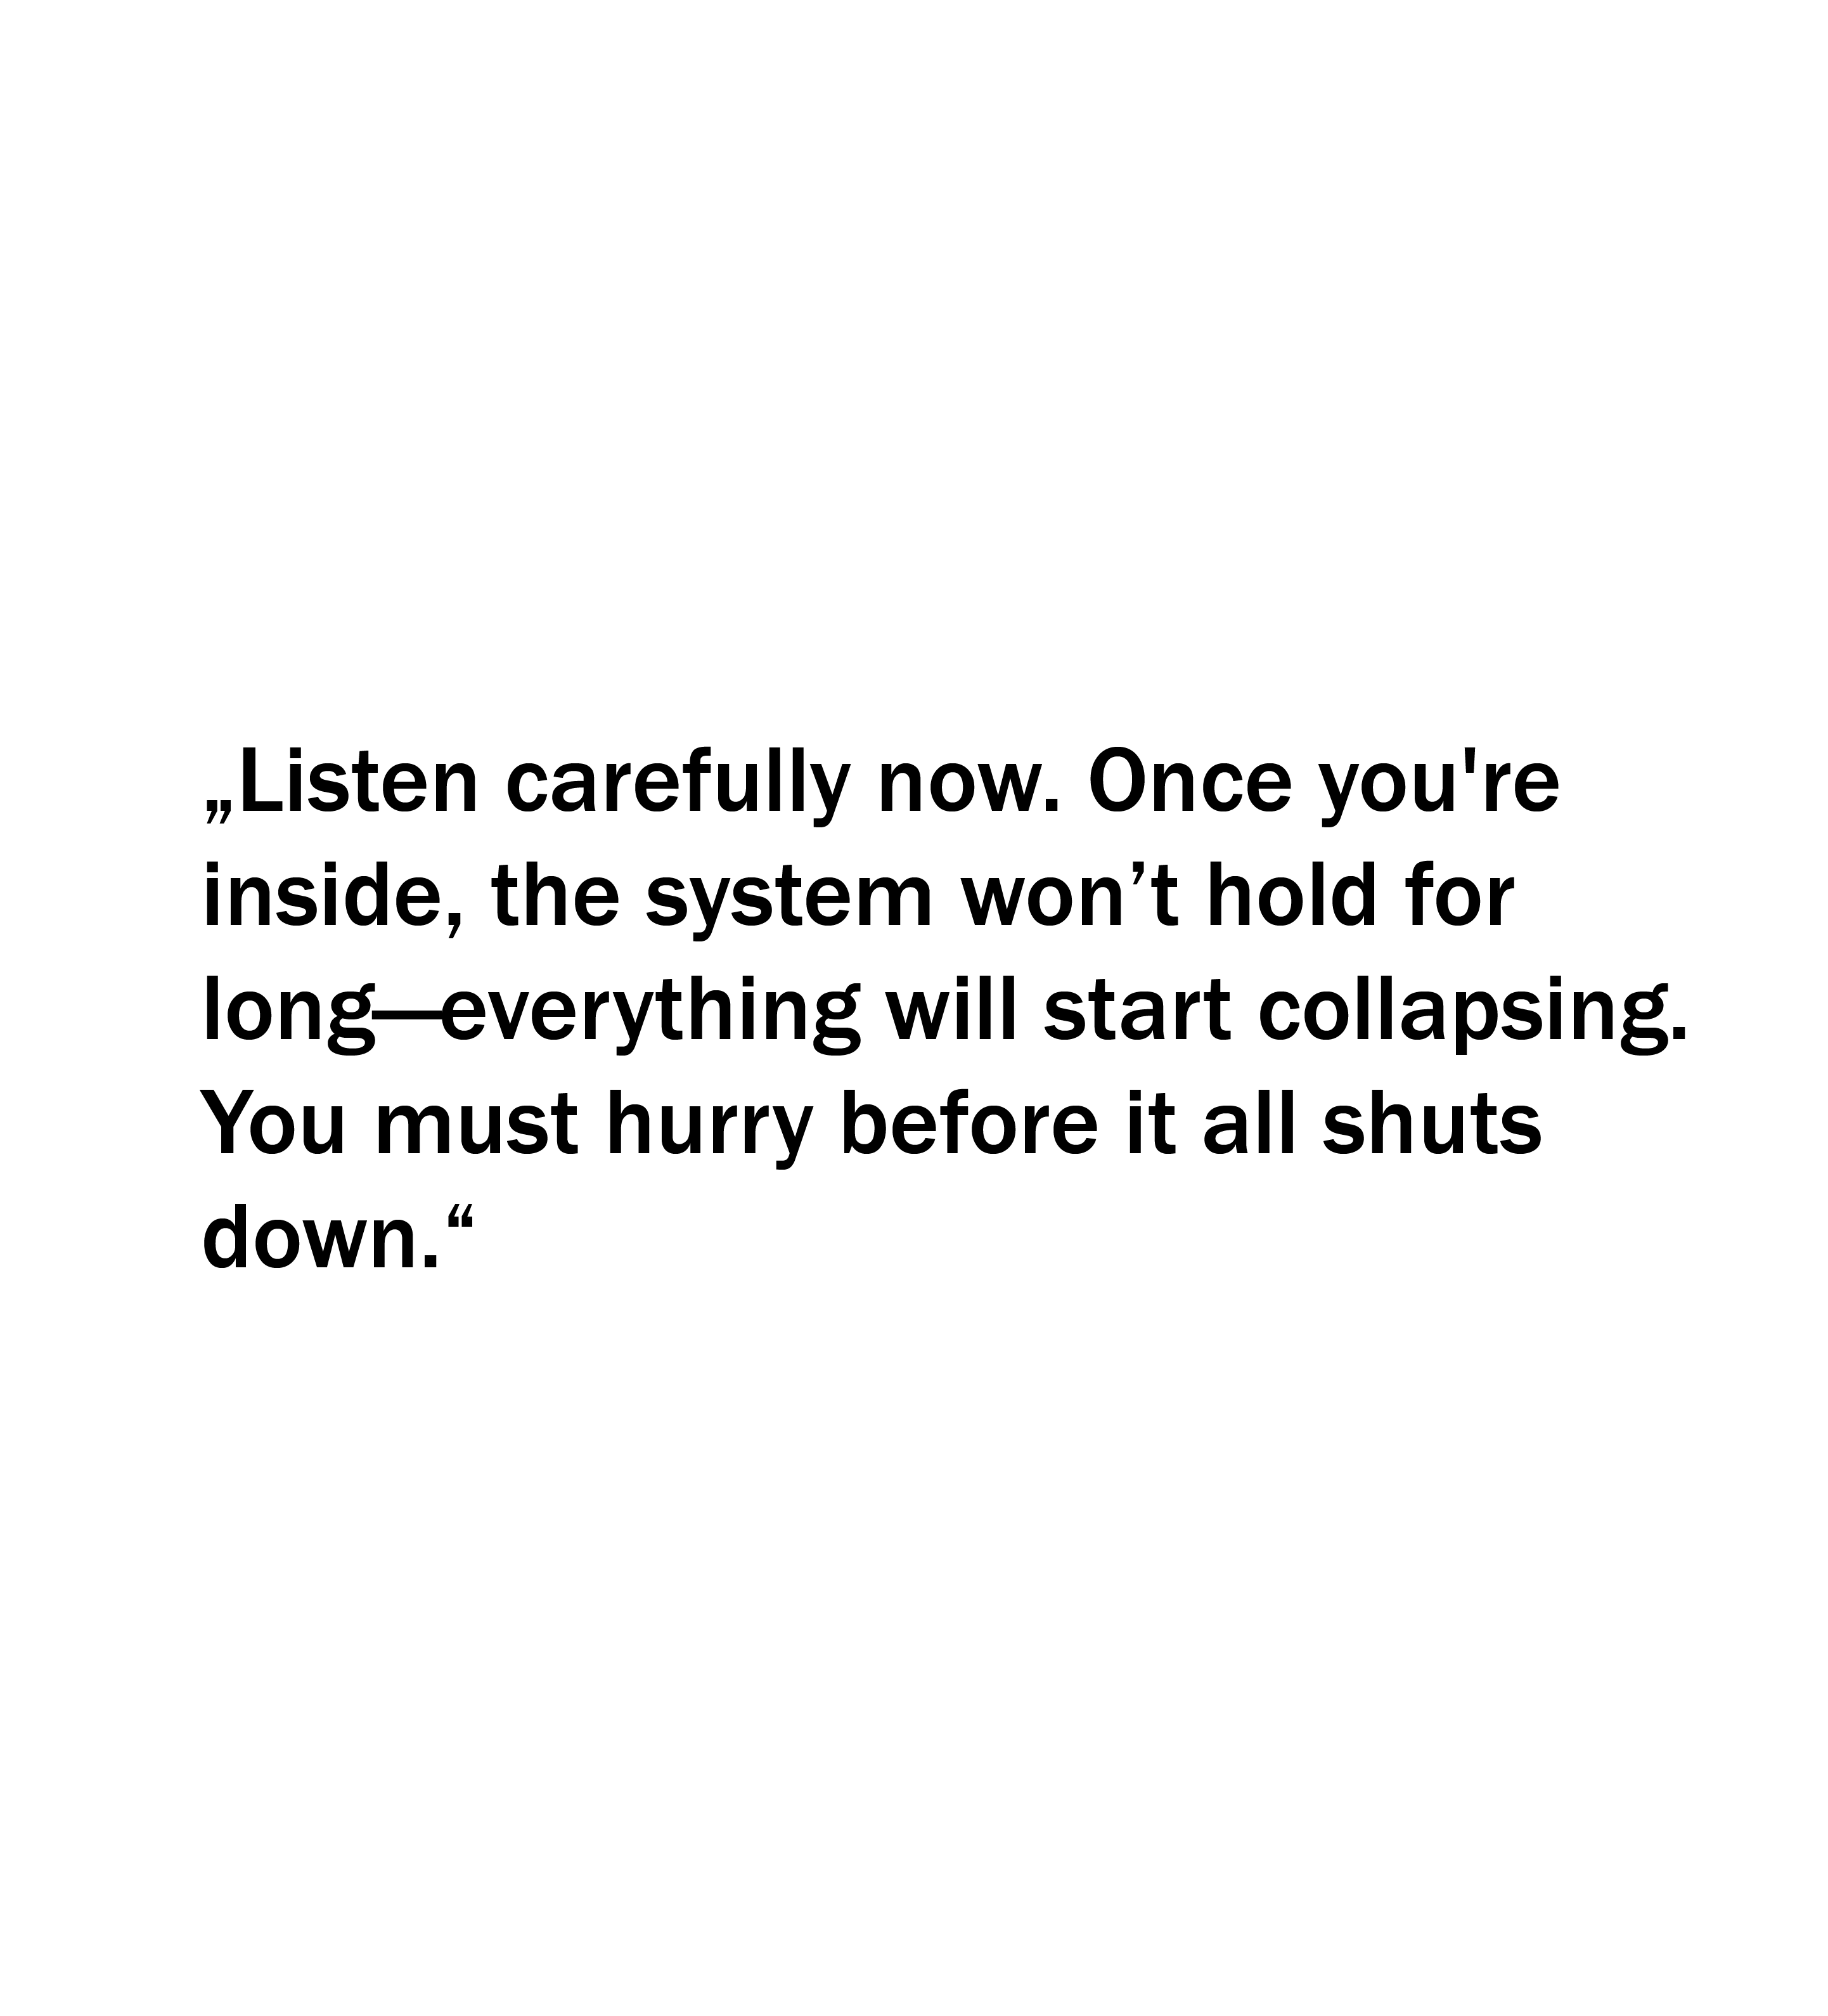 „Listen carefully now. Once you're
inside, the system won’t hold for
long—everything will start collapsing.
You must hurry before it all shuts
down.“